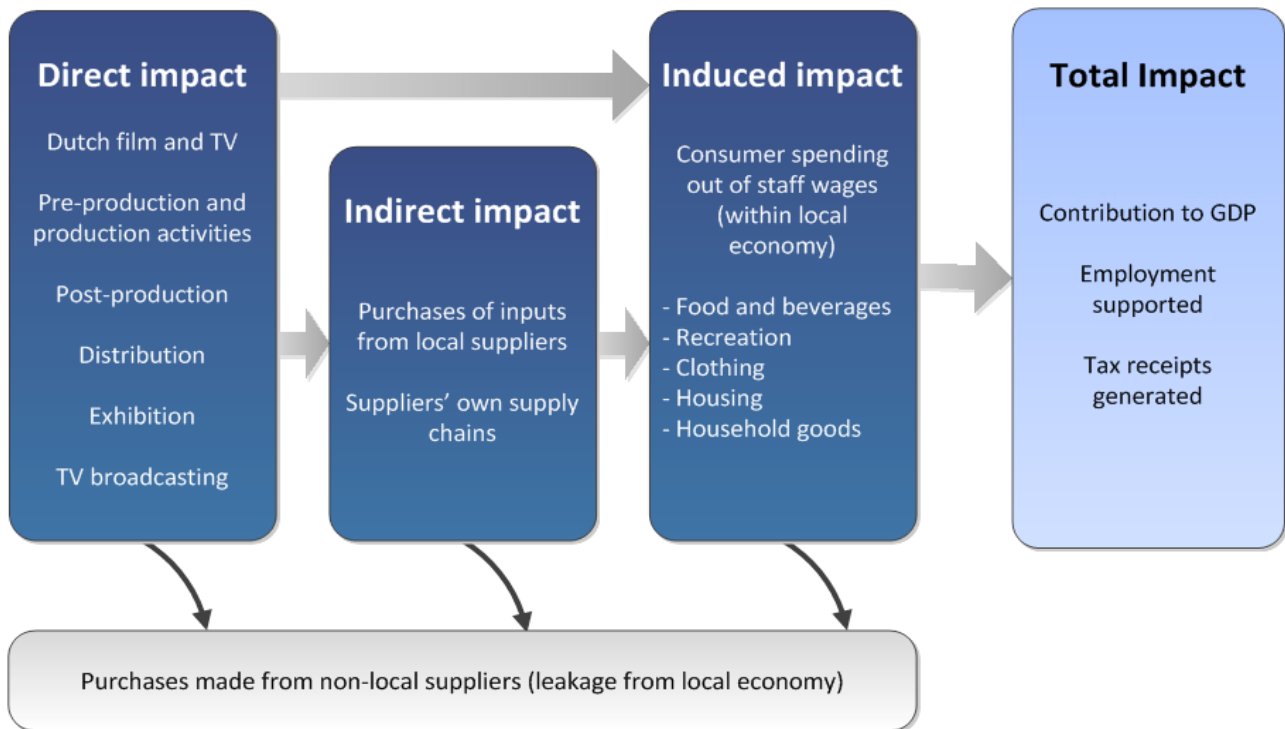 Direct impact
Dutch film and TV
Pre-production and
production activities
Post-production
Distribution
Exhibition
TV broadcasting
Indirect impact
Purchases of inputs
from local suppliers
Suppliers’ own supply
chains
Induced impact
Consumer spending
out of staff wages
(within local
economy)
- Food and beverages
- Recreation
- Clothing
- Housing
- Household goods
Total Impact
Contribution to GDP
Employment
supported
Tax receipts
generated
Purchases made from non-local suppliers (leakage from local economy)